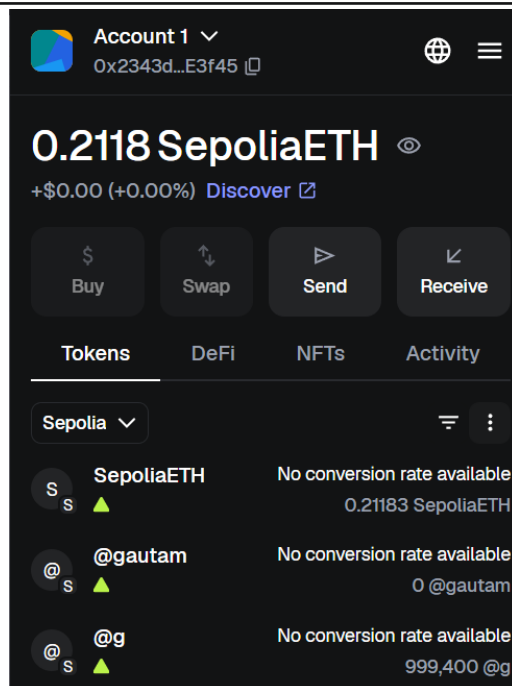 Account 1
0x2343d...E3f45
0.2118 SepoliaETH
+$0.00 (+0.00%) Discover
$
Buy Swap Send Receive
Tokens DeFi NFTs Activity
Sepolia
S S SepoliaETH No conversion rate available
0.21183 SepoliaETH
@ S @gautam No conversion rate available
0 @gautam
@ S @g No conversion rate available
999,400 @g